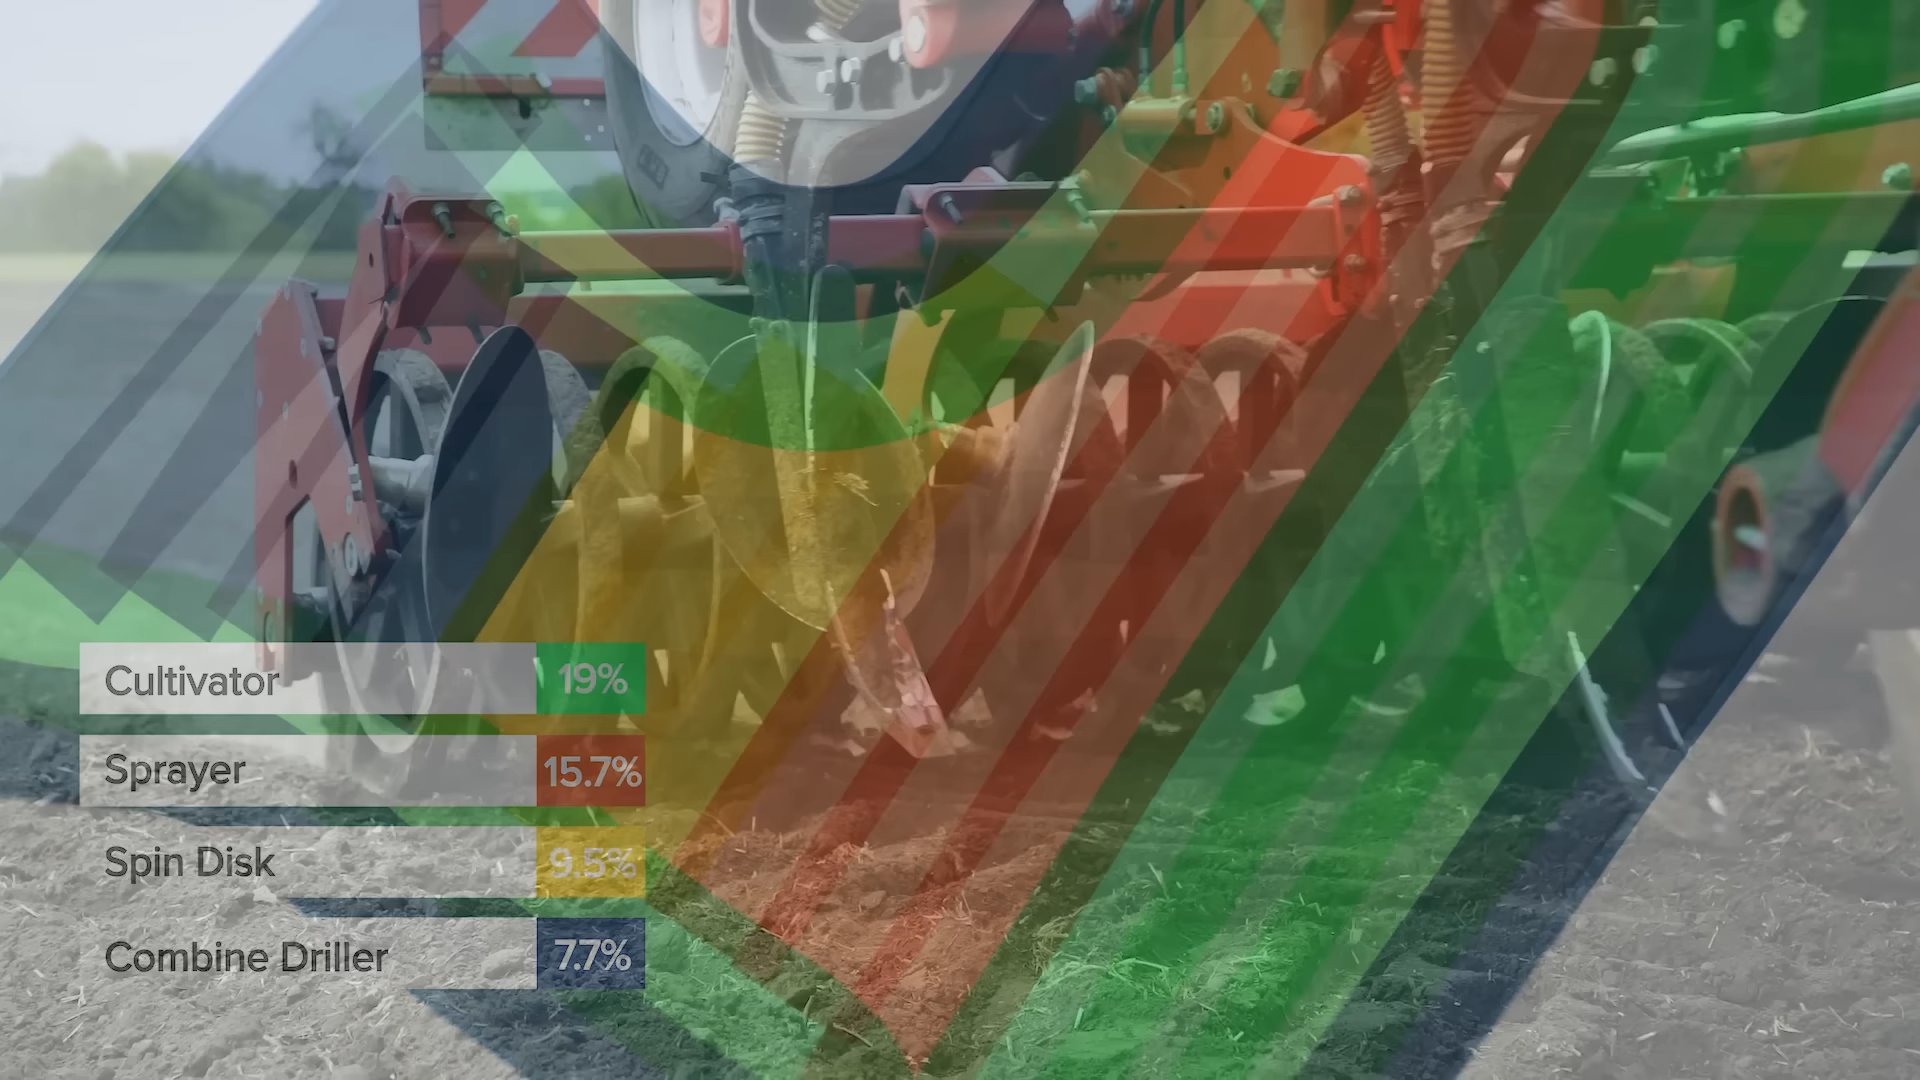 Cultivator 19%
Sprayer 15.7%
Spin Disk 9.5%
Combine Driller 7.7%